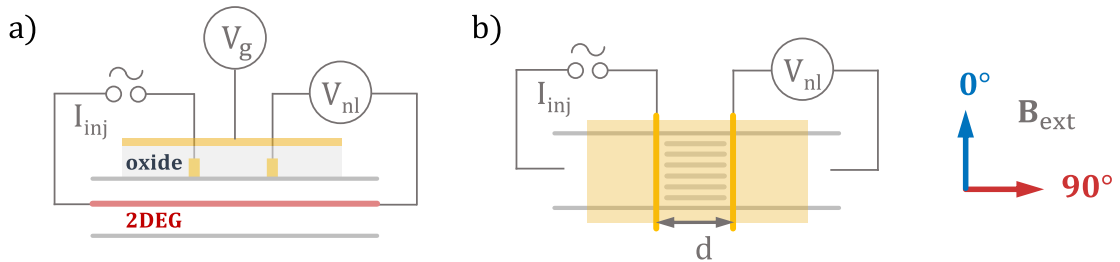 a)
V_g
V_nl
I_inj
oxide
2DEG
b)
V_nl
I_inj
d
0°
B_ext
90°